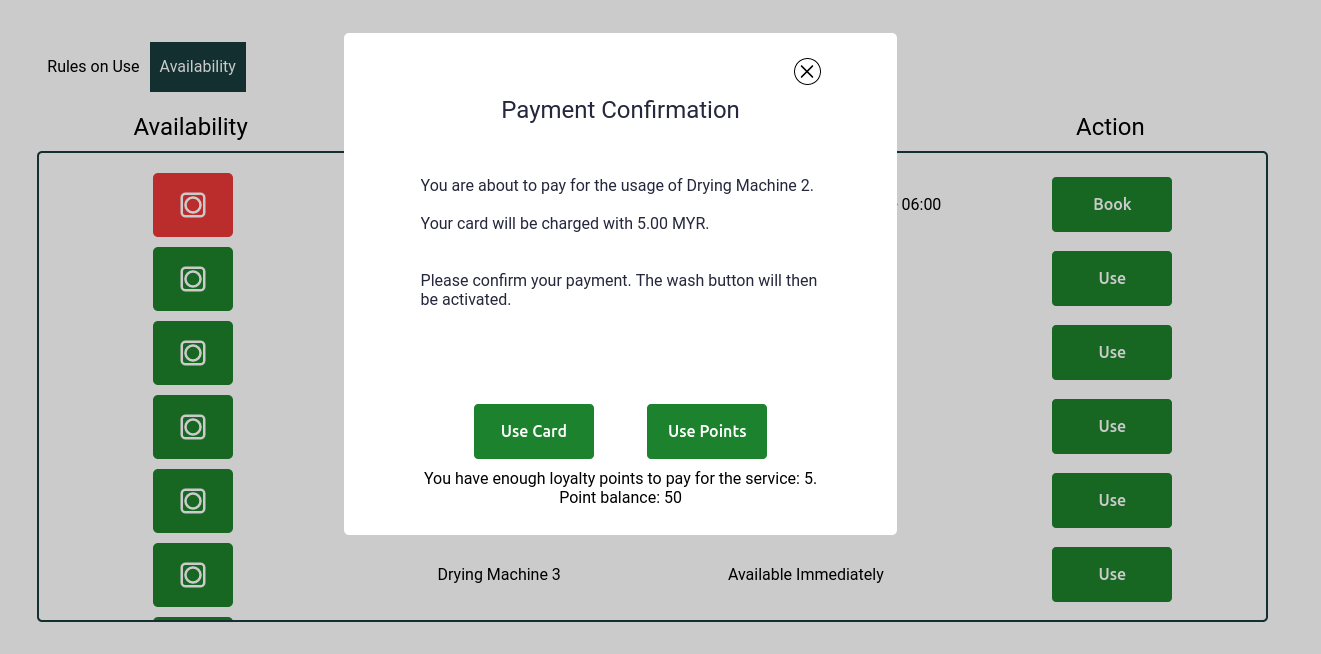 Rules on Use
Availability
Availability
Action
Payment Confirmation
You are about to pay for the usage of Drying Machine 2.
Your card will be charged with 5.00 MYR.
Please confirm your payment. The wash button will then
be activated.
Use Card
Use Points
You have enough loyalty points to pay for the service: 5.
Point balance: 50
06:00
Book
Use
Use
Use
Use
Drying Machine 3
Available Immediately
Use